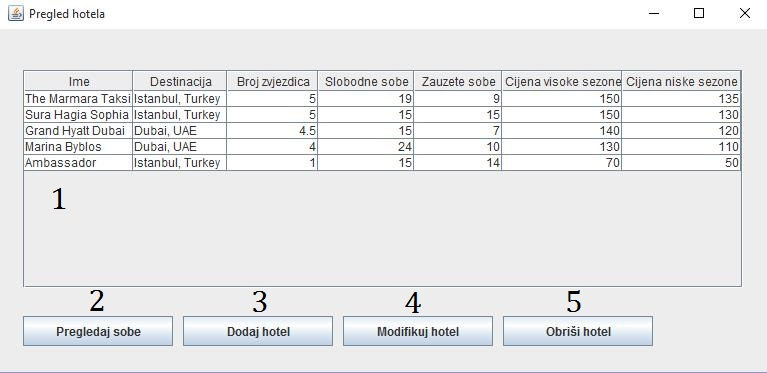 Pregled hotela
Ime Destinacija Broj zvjezdica Slobodne sobe Zauzete sobe Cijena visoke sezone Cijena niske sezone
The Marmara Taksi Istanbul, Turkey 5 19 9 150 135
Sura Hagia Sophia Istanbul, Turkey 5 15 15 150 130
Grand Hyatt Dubai Dubai, UAE 4.5 15 7 140 120
Marina Byblos Dubai, UAE 4 24 10 130 110
Ambassador Istanbul, Turkey 1 15 14 70 50
1
2 3 4 5
Pregledaj sobe Dodaj hotel Modifikuj hotel Obriši hotel